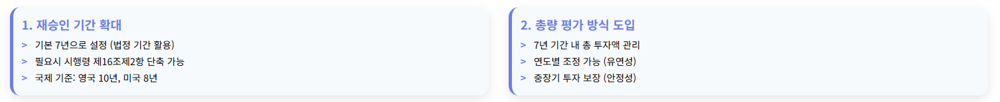 1. 재승인 기간 확대
> 기본 7년으로 설정 (법정 기간 활용)
> 필요시 시행령 제16조제2항 단축 가능
> 국제 기준: 영국 10년, 미국 8년
2. 총량 평가 방식 도입
> 7년 기간 내 총 투자액 관리
> 연도별 조정 가능 (유연성)
> 중장기 투자 보장 (안정성)